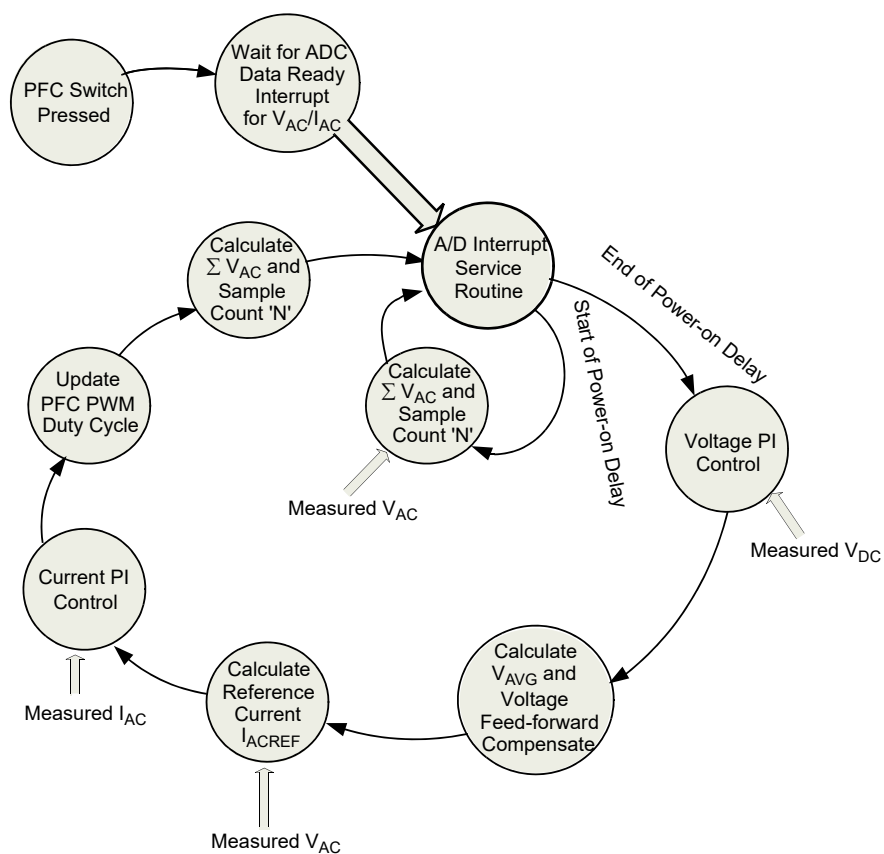 PFC Switch
Pressed
Wait for ADC
Data Ready
Interrupt
for VAC/IAC
A/D Interrupt
Service
Routine
Calculate
Σ VAC and
Sample
Count 'N'
End of Power-on Delay
Start of Power-on Delay
Calculate
Σ VAC and
Sample
Count 'N'
Measured VAC
Update
PFC PWM
Duty Cycle
Voltage PI
Control
Measured VDC
Current PI
Control
Measured IAC
Calculate
Reference
Current
IACREF
Measured VAC
Calculate
VAVG and
Voltage
Feed-forward
Compensate